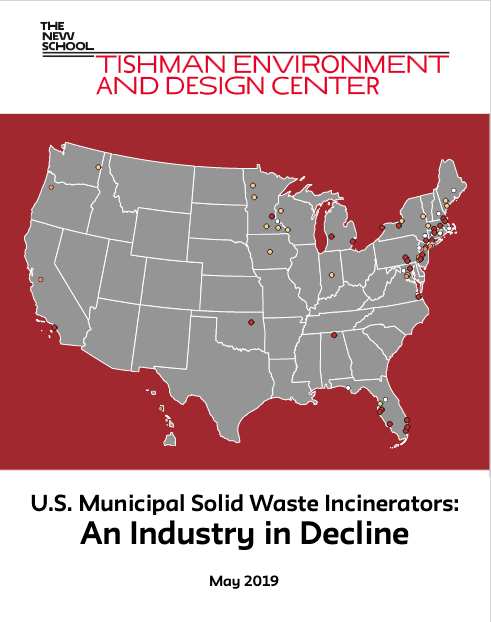 THE
NEW
SCHOOL
TISHMAN ENVIRONMENT
AND DESIGN CENTER
U.S. Municipal Solid Waste Incinerators:
An Industry in Decline
May 2019